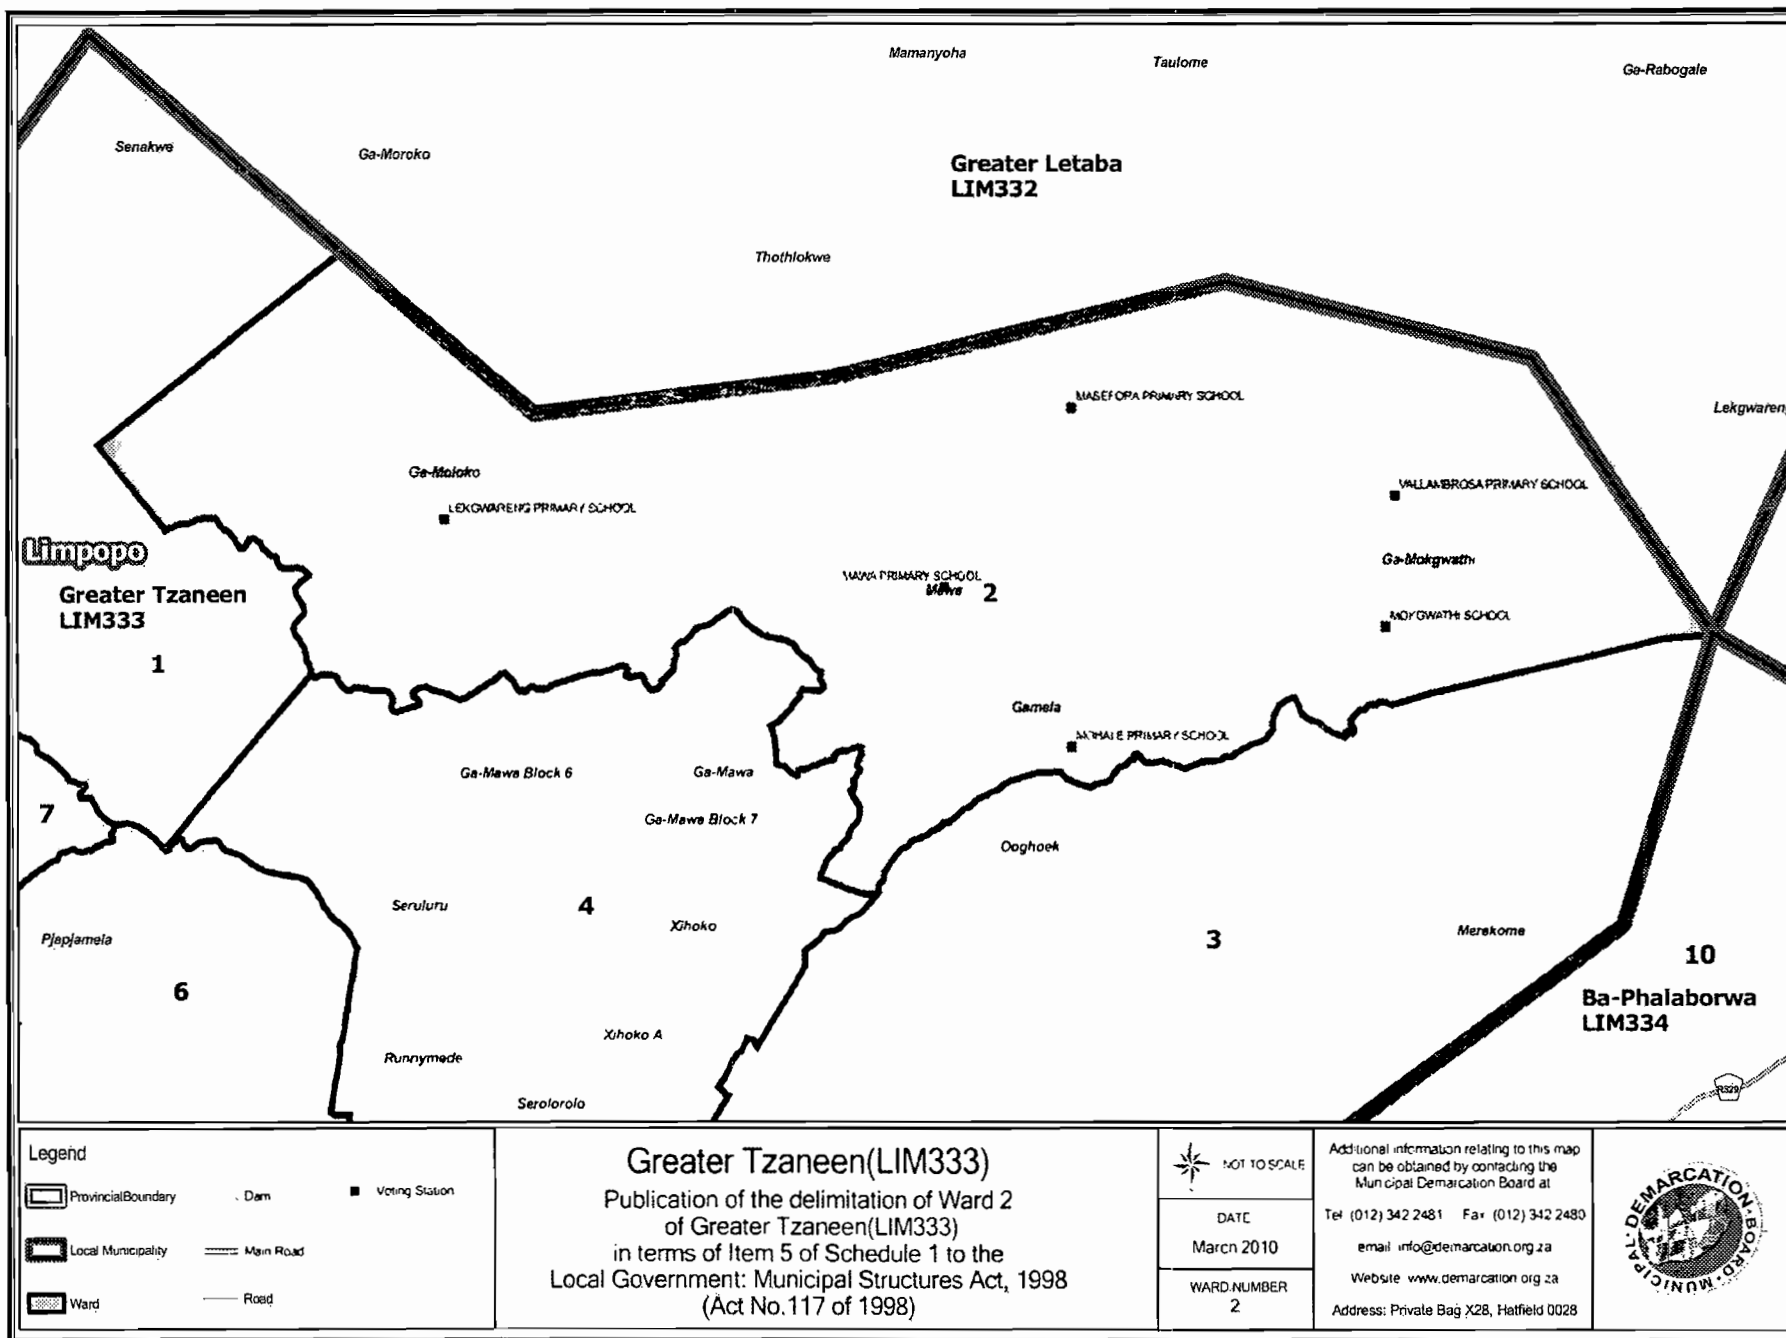 Mamanyoha
Taulome
Ga-Rabogale
Senakwe
Ga-Moroko
Greater Letaba
LIM332
Thothlokwe
MASEFORA PRIMARY SCHOOL
Lekgwareng
Ga-Moloko
LEKGWARENG PRIMARY SCHOOL
VALLAMBROSA PRIMARY SCHOOL
Limpopo
Ga-Mokgwathi
Greater Tzaneen
LIM333
MAWA PRIMARY SCHOOL
Mawa
2
MOKGWATHI SCHOOL
1
Gamela
MOHALE PRIMARY SCHOOL
Ga-Mawa Block 6
Ga-Mawa
7
Ga-Mawa Block 7
Ooghoek
Seruluru
4
Xihoko
Pjapjamela
3
Merekome
10
6
Ba-Phalaborwa
LIM334
Xihoko A
Runnymede
Serolorolo
R529
Legend
ProvincialBoundary
Dam
Voting Station
Local Municipality
Main Road
Ward
Road
Greater Tzaneen(LIM333)
Publication of the delimitation of Ward 2
of Greater Tzaneen(LIM333)
in terms of Item 5 of Schedule 1 to the
Local Government: Municipal Structures Act, 1998
(Act No.117 of 1998)
NOT TO SCALE
DATE
March 2010
WARD NUMBER
2
Additional information relating to this map
can be obtained by contacting the
Municipal Demarcation Board at
Tel (012) 342 2481 Fax (012) 342 2480
email info@demarcation.org.za
Website www.demarcation.org.za
Address: Private Bag X28, Hatfield 0028
MUNICIPAL DEMARCATION BOARD